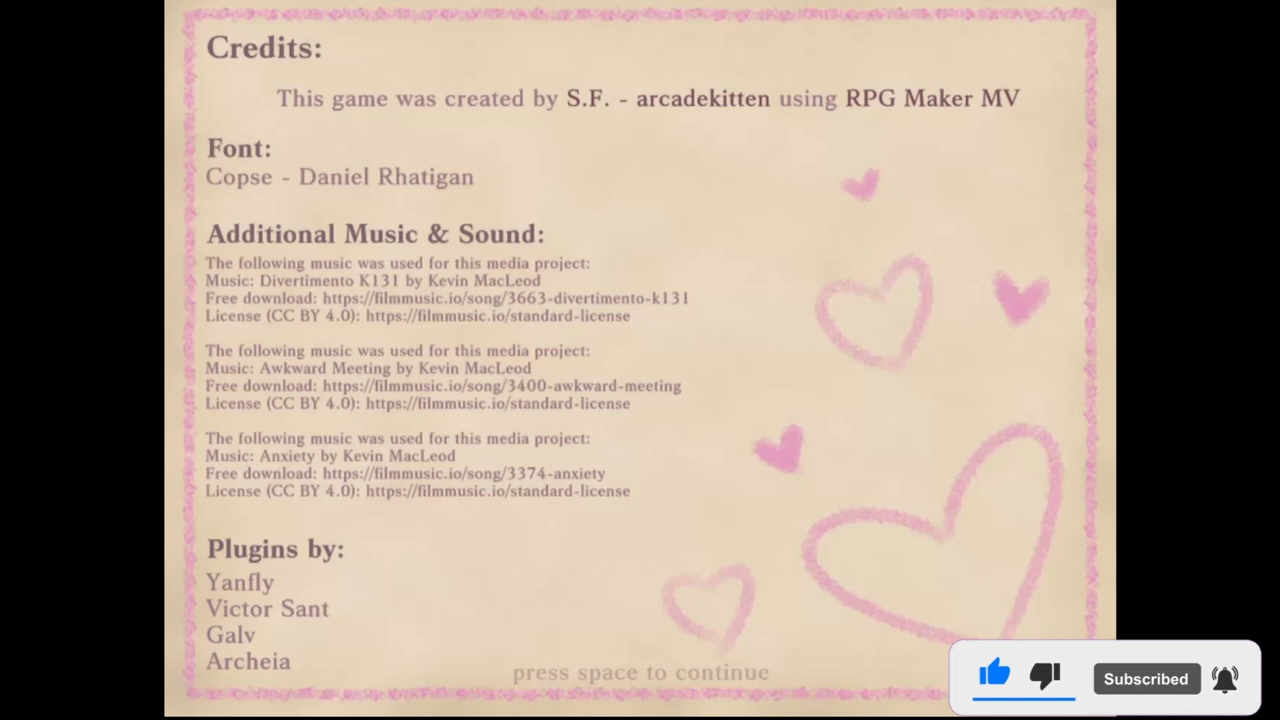 Credits:
This game was created by S.F. - arcadekitten using RPG Maker MV
Font:
Copse - Daniel Rhatigan
Additional Music & Sound:
The following music was used for this media project:
Music: Divertimento K131 by Kevin MacLeod
Free download: https://filmmusic.io/song/3663-divertimento-k131
License (CC BY 4.0): https://filmmusic.io/standard-license
The following music was used for this media project:
Music: Awkward Meeting by Kevin MacLeod
Free download: https://filmmusic.io/song/3400-awkward-meeting
License (CC BY 4.0): https://filmmusic.io/standard-license
The following music was used for this media project:
Music: Anxiety by Kevin MacLeod
Free download: https://filmmusic.io/song/3374-anxiety
License (CC BY 4.0): https://filmmusic.io/standard-license
Plugins by:
Yanfly
Victor Sant
Galv
Archeia
press space to continue
Subscribed